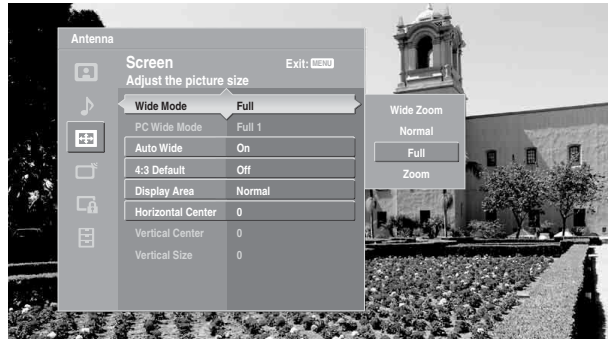 Antenna
Screen Exit: MENU
Adjust the picture size
Wide Mode Full
PC Wide Mode Full 1
Auto Wide On
4:3 Default Off
Display Area Normal
Horizontal Center 0
Vertical Center 0
Vertical Size 0
Wide Zoom
Normal
Full
Zoom